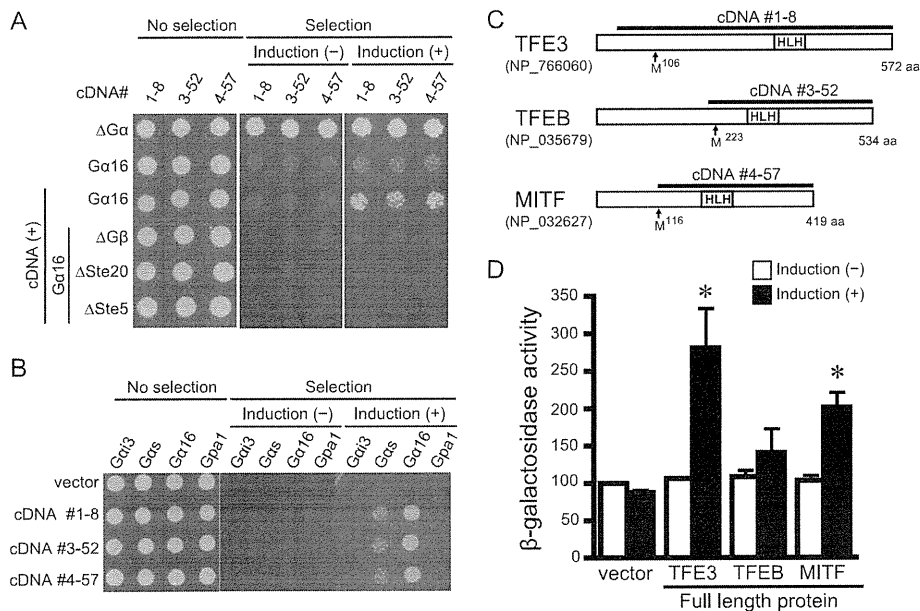 A
No selection
Selection
Induction (−)
Induction (+)
cDNA#
1-8
3-52
4-57
1-8
3-52
4-57
1-8
3-52
4-57
ΔGα
Gα16
Gα16
ΔGβ
ΔSte20
ΔSte5
cDNA (+)
Gα16
B
No selection
Selection
Induction (−)
Induction (+)
Gαi3
Gαs
Gα16
Gpa1
Gαi3
Gαs
Gα16
Gpa1
Gαi3
Gαs
Gα16
Gpa1
vector
cDNA #1-8
cDNA #3-52
cDNA #4-57
C
cDNA #1-8
TFE3
HLH
(NP_766060)
M106
572 aa
cDNA #3-52
TFEB
HLH
(NP_035679)
M 223
534 aa
cDNA #4-57
MITF
HLH
(NP_032627)
M116
419 aa
D
Induction (−)
Induction (+)
β-galactosidase activity
350
300
250
200
150
100
50
0
*
*
vector
TFE3
TFEB
MITF
Full length protein